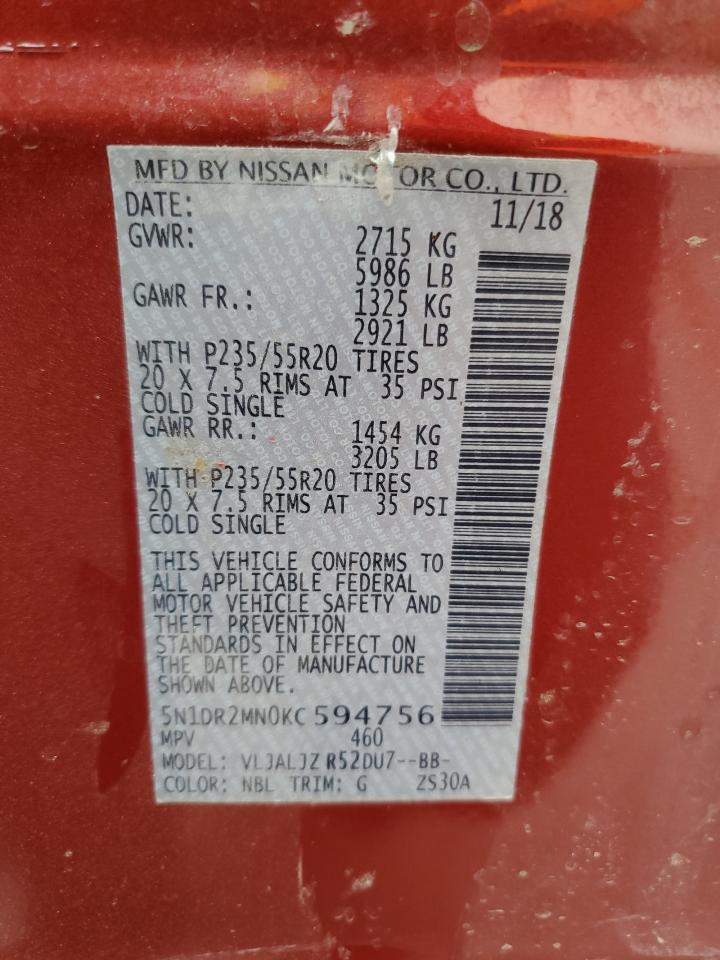 MFD BY NISSAN MOTOR CO., LTD.
DATE: 11/18
GVWR: 2715 KG
5986 LB
GAWR FR.: 1325 KG
2921 LB
WITH P235/55R20 TIRES
20 X 7.5 RIMS AT 35 PSI
COLD SINGLE
GAWR RR.: 1454 KG
3205 LB
WITH P235/55R20 TIRES
20 X 7.5 RIMS AT 35 PSI
COLD SINGLE
THIS VEHICLE CONFORMS TO
ALL APPLICABLE FEDERAL
MOTOR VEHICLE SAFETY AND
THEFT PREVENTION
STANDARDS IN EFFECT ON
THE DATE OF MANUFACTURE
SHOWN ABOVE.
5N1DR2MN0KC594756
MPV 460
MODEL: VLJALJZ R52DU7--BB-
COLOR: NBL TRIM: G ZS30A